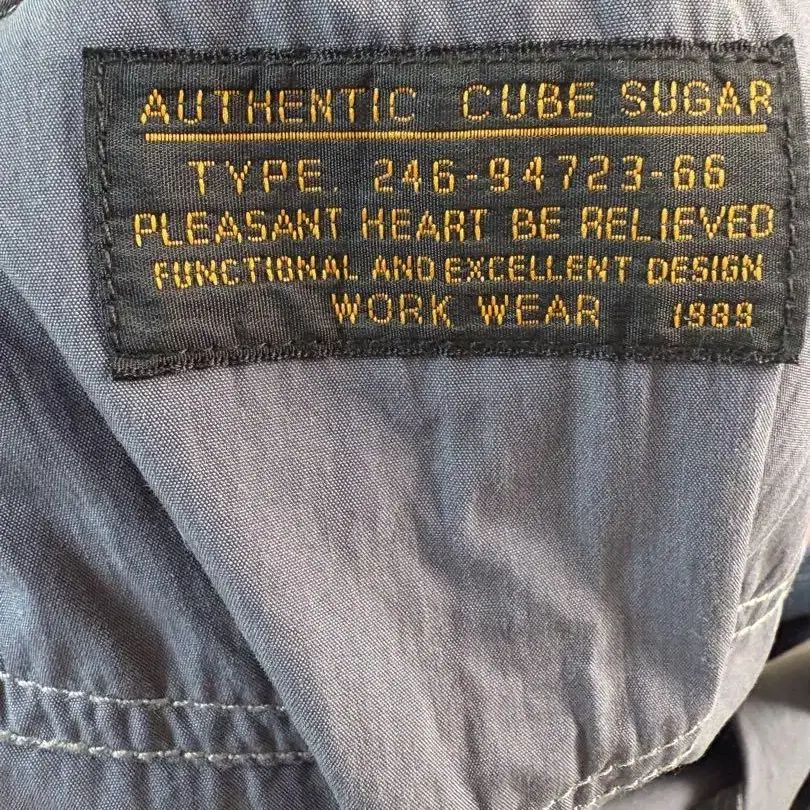 AUTHENTIC CUBE SUGAR
TYPE. 246-94723-66
PLEASANT HEART BE RELIEVED
FUNCTIONAL AND EXCELLENT DESIGN
WORK WEAR 1989